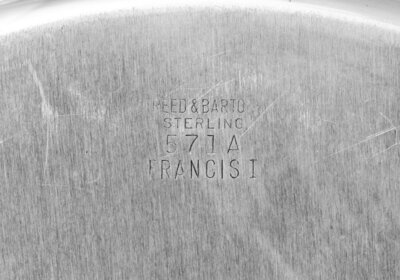 REED & BARTO
STERLING
571A
FRANCIS I